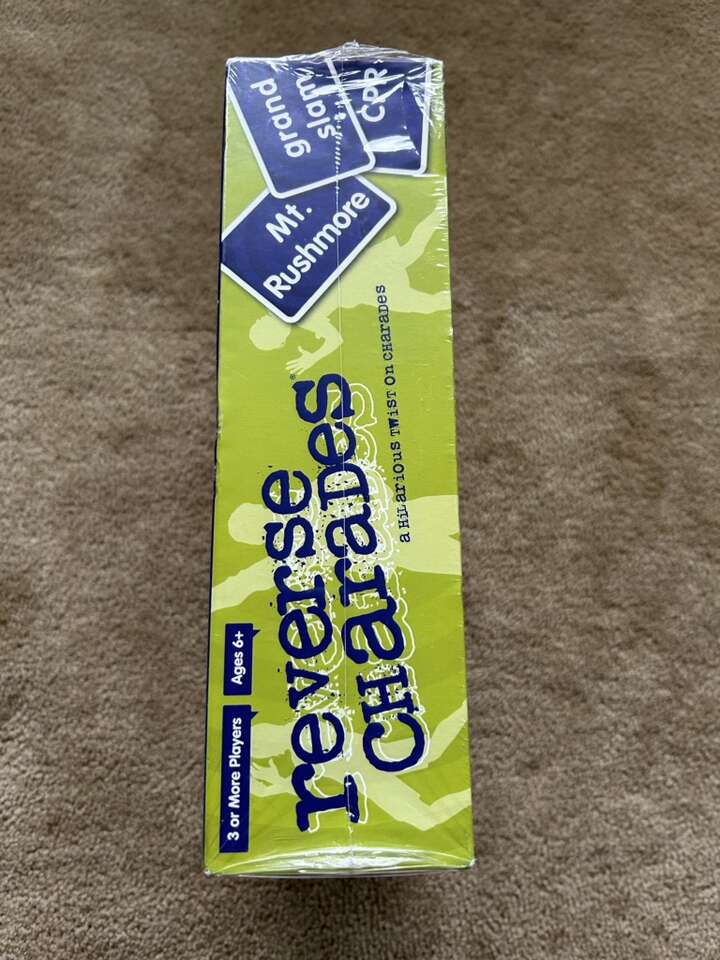 3 or More Players
Ages 6+
reverse
CHaraDes®
a HiLariOus TWiST On CHaraDes
Mt.
Rushmore
grand
slam
CPR